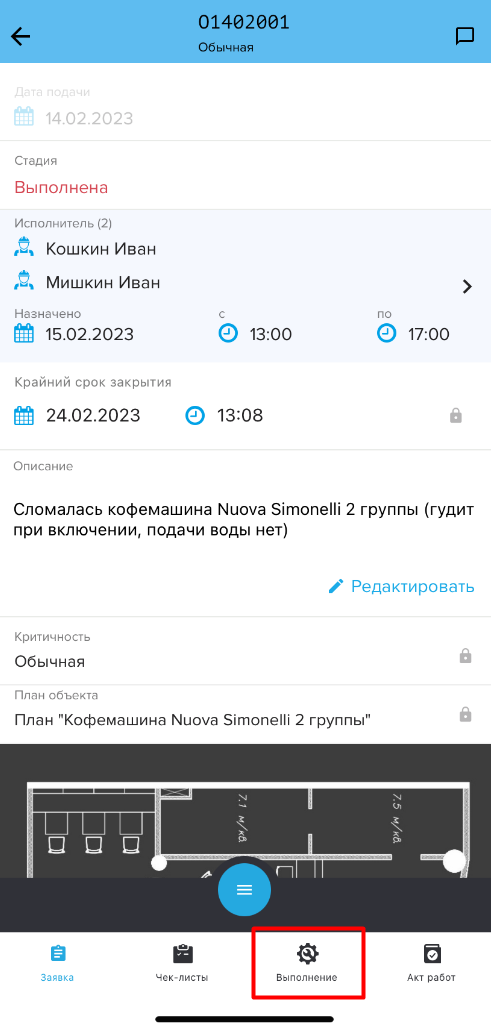 01402001
Обычная
Дата подачи
14.02.2023
Стадия
Выполнена
Исполнитель (2)
Кошкин Иван
Мишкин Иван
Назначено с по
15.02.2023 13:00 17:00
Крайний срок закрытия
24.02.2023 13:08
Описание
Сломалась кофемашина Nuova Simonelli 2 группы (гудит
при включении, подачи воды нет)
Редактировать
Критичность
Обычная
План объекта
План "Кофемашина Nuova Simonelli 2 группы"
7.1 м/кв.
7.5 м/кв.
Заявка Чек-листы Выполнение Акт работ